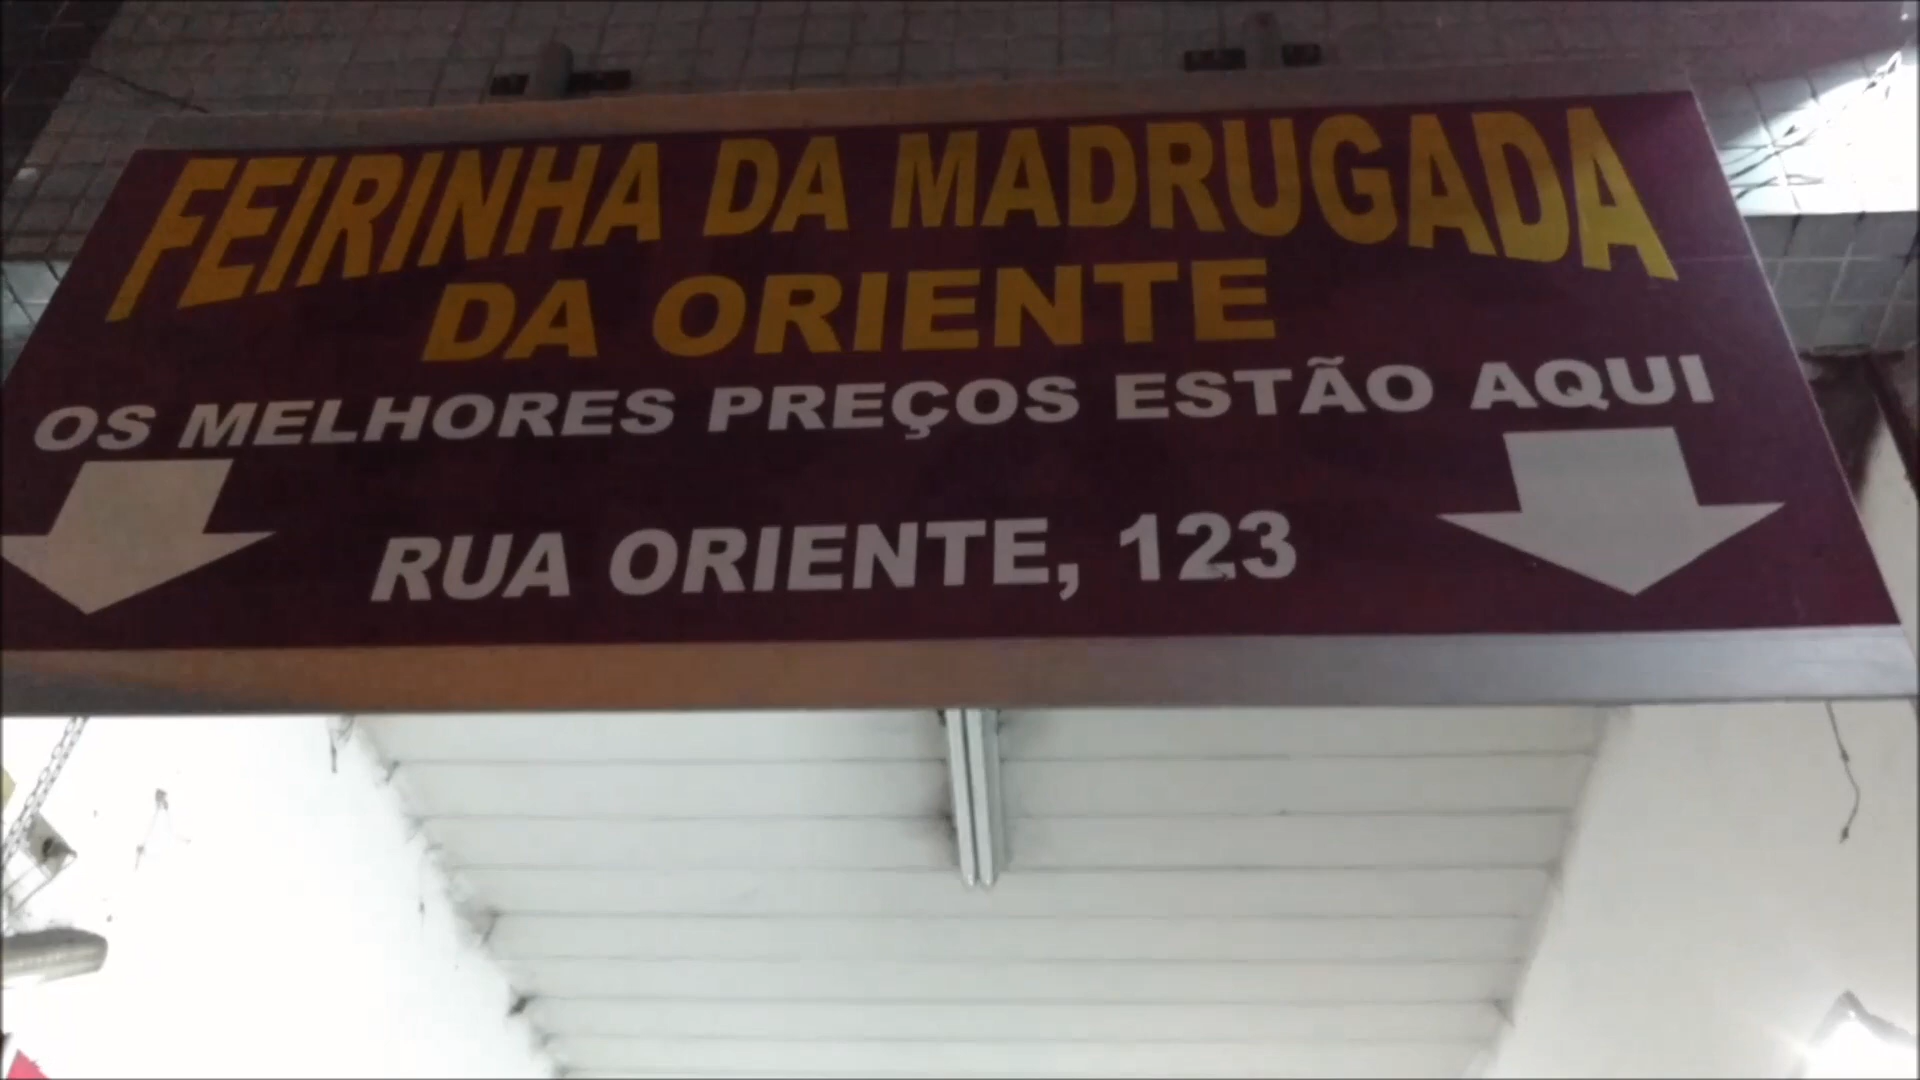 FEIRINHA DA MADRUGADA
DA ORIENTE
OS MELHORES PREÇOS ESTÃO AQUI
RUA ORIENTE, 123